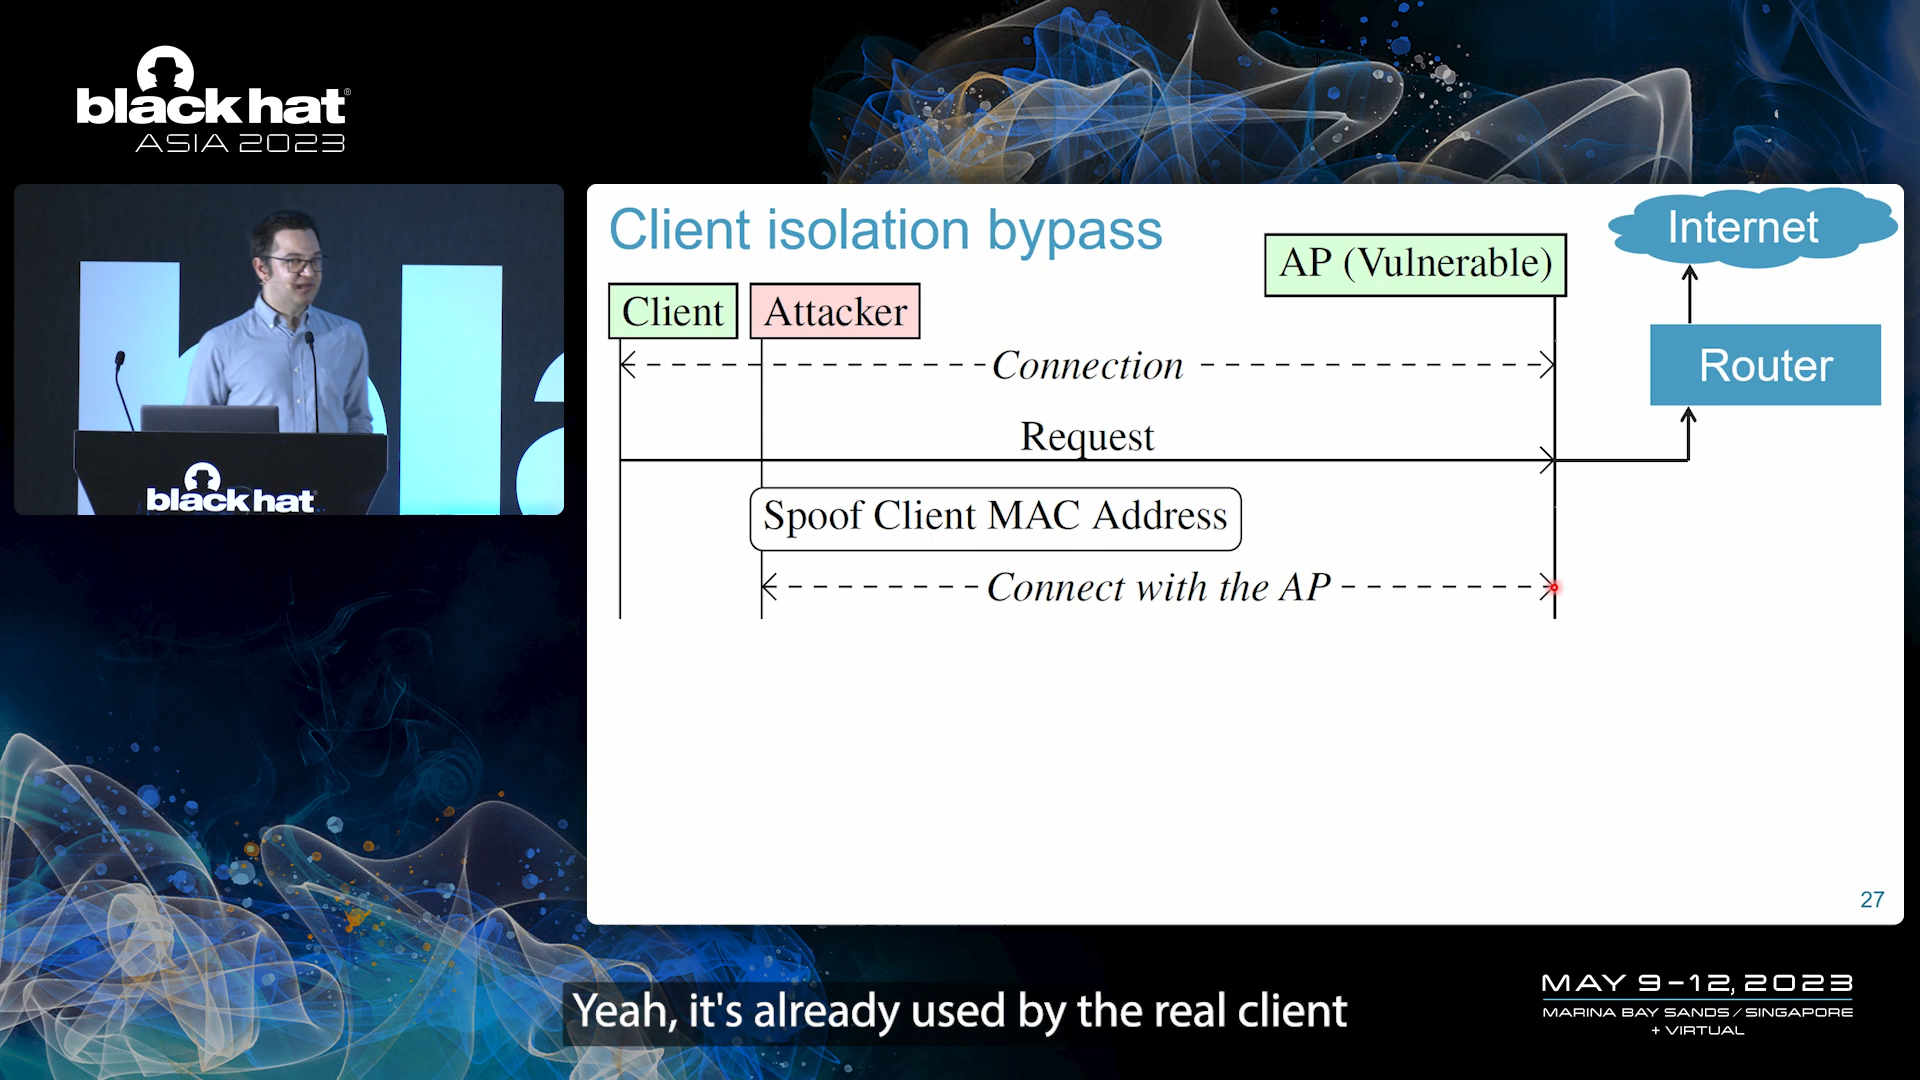 black hat®
ASIA 2023
black hat
Client isolation bypass
Internet
AP (Vulnerable)
Client
Attacker
Router
Connection
Request
Spoof Client MAC Address
Connect with the AP
27
Yeah, it's already used by the real client
MAY 9-12, 2023
MARINA BAY SANDS / SINGAPORE
+ VIRTUAL